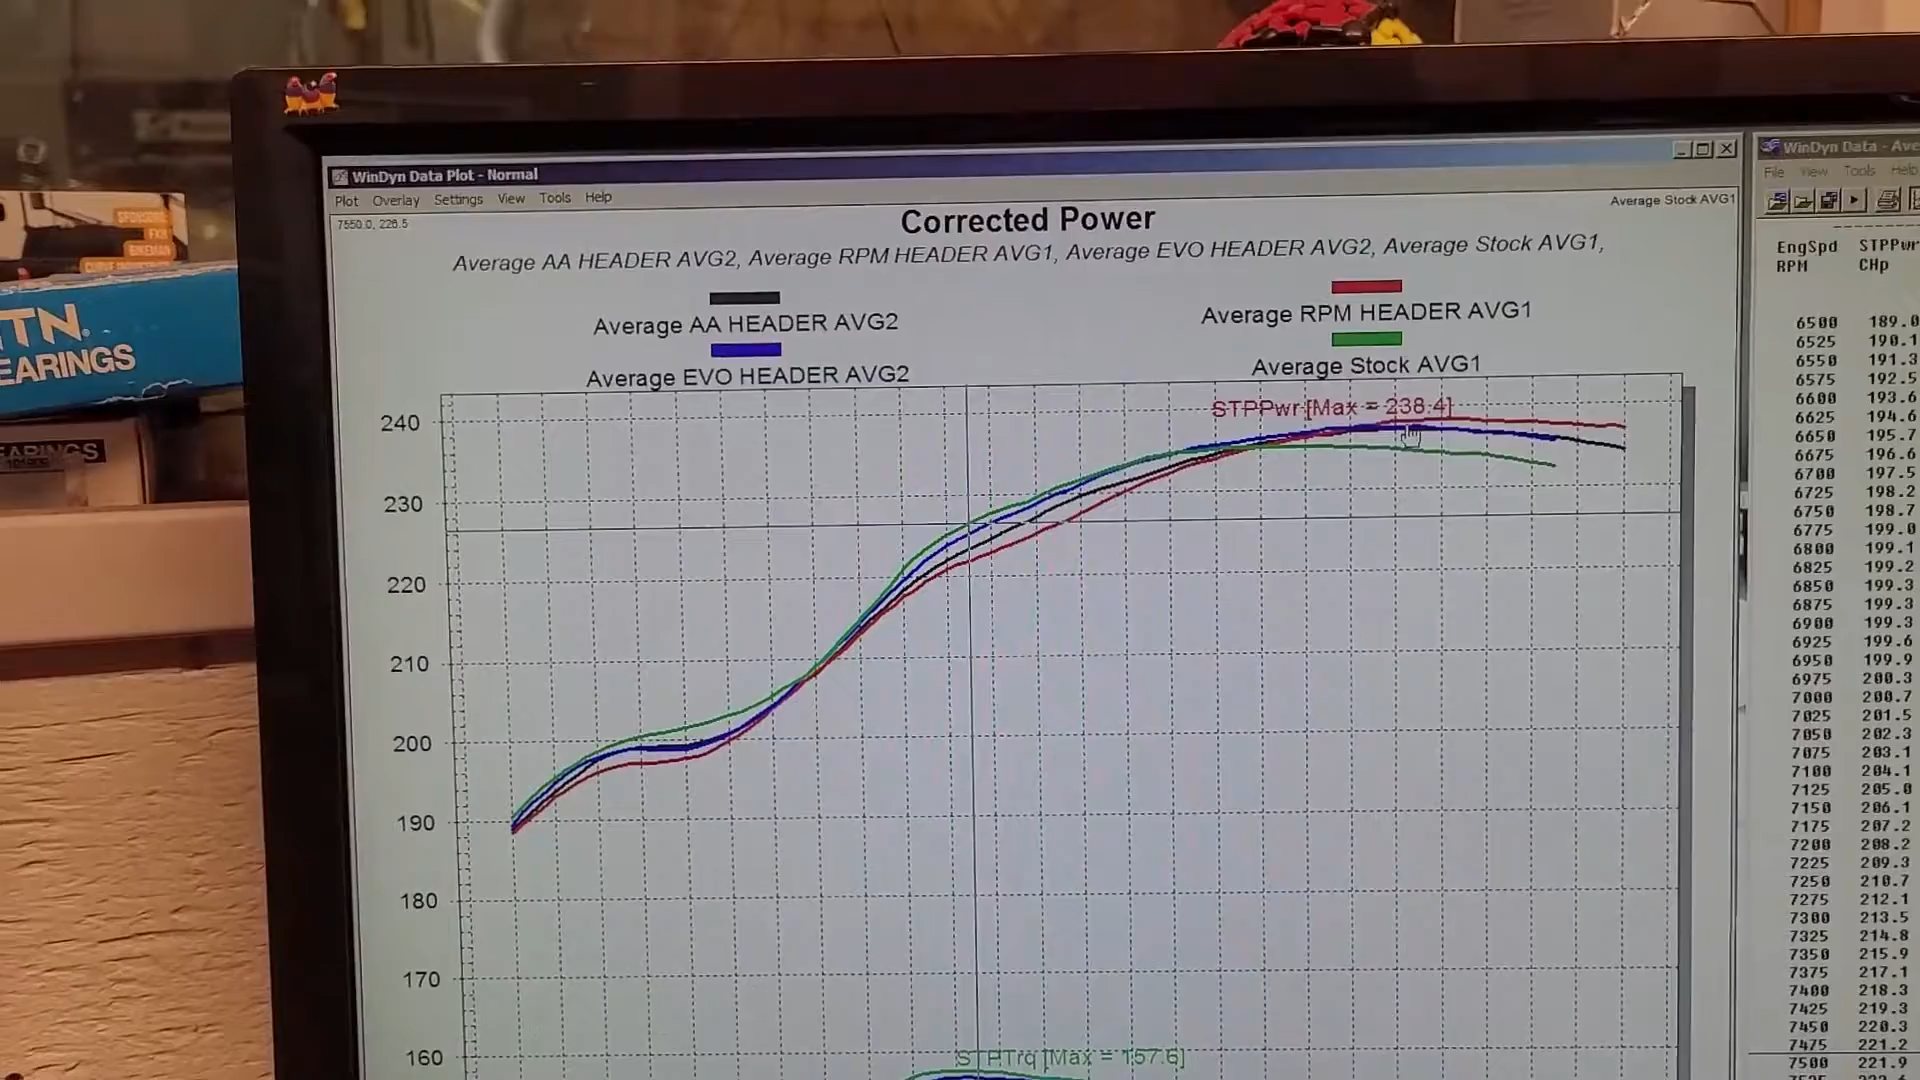 WinDyn Data Plot - Normal
Plot Overlay Settings View Tools Help
7550.0, 226.5
Average Stock AVG1
Corrected Power
Average AA HEADER AVG2, Average RPM HEADER AVG1, Average EVO HEADER AVG2, Average Stock AVG1,
Average AA HEADER AVG2
Average RPM HEADER AVG1
Average EVO HEADER AVG2
Average Stock AVG1
STPPwr [Max = 238.4]
240
230
220
210
200
190
180
170
160
STPTrq [Max = 157.6]
WinDyn Data - Ave
File View Tools Help
EngSpd STPPwr
RPM CHp
6500 189.0
6525 190.1
6550 191.3
6575 192.5
6600 193.6
6625 194.6
6650 195.7
6675 196.6
6700 197.5
6725 198.2
6750 198.7
6775 199.0
6800 199.1
6825 199.2
6850 199.3
6875 199.3
6900 199.3
6925 199.6
6950 199.9
6975 200.3
7000 200.7
7025 201.5
7050 202.3
7075 203.1
7100 204.1
7125 205.0
7150 206.1
7175 207.2
7200 208.2
7225 209.3
7250 210.7
7275 212.1
7300 213.5
7325 214.8
7350 215.9
7375 217.1
7400 218.3
7425 219.3
7450 220.3
7475 221.2
7500 221.9
TN.
EARINGS
EARINGS